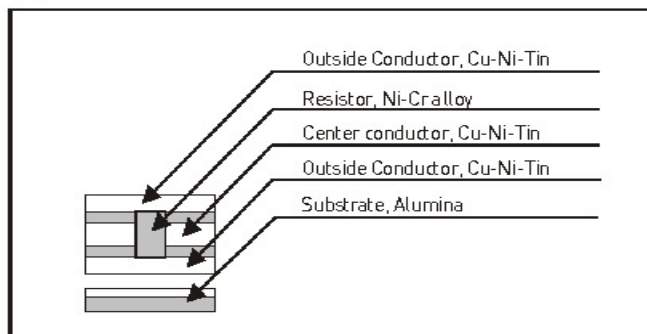 Outside Conductor, Cu-Ni-Tin
Resistor, Ni-Cr alloy
Center conductor, Cu-Ni-Tin
Outside Conductor, Cu-Ni-Tin
Substrate, Alumina